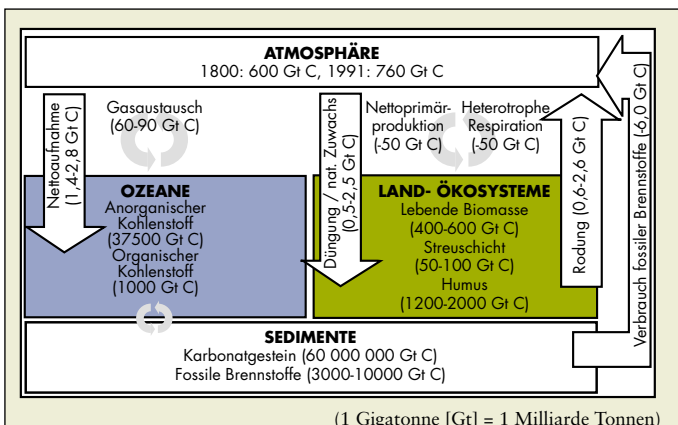 ATMOSPHÄRE
1800: 600 Gt C, 1991: 760 Gt C
Nettoaufnahme
(1,4-2,8 Gt C)
Gasaustausch
(60-90 Gt C)
Düngung / nat. Zuwachs
(0,5-2,5 Gt C)
Nettoprimär-
produktion
(-50 Gt C)
Heterotrophe
Respiration
(-50 Gt C)
Rodung (0,6-2,6 Gt C)
Verbrauch fossiler Brennstoffe (-6,0 Gt C)
OZEANE
Anorganischer
Kohlenstoff
(37500 Gt C)
Organischer
Kohlenstoff
(1000 Gt C)
LAND- ÖKOSYSTEME
Lebende Biomasse
(400-600 Gt C)
Streuschicht
(50-100 Gt C)
Humus
(1200-2000 Gt C)
SEDIMENTE
Karbonatgestein (60 000 000 Gt C)
Fossile Brennstoffe (3000-10000 Gt C)
(1 Gigatonne [Gt] = 1 Milliarde Tonnen)